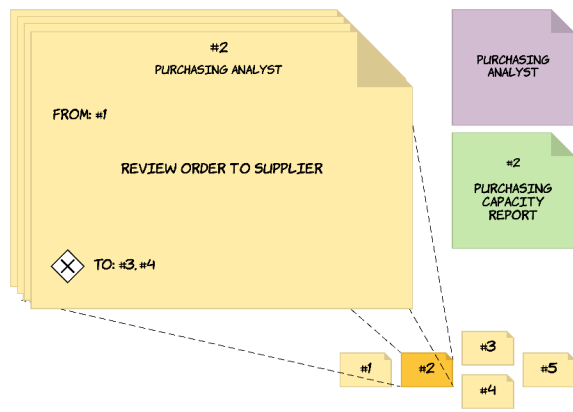 #2
PURCHASING ANALYST
FROM: #1
REVIEW ORDER TO SUPPLIER
TO: #3, #4
PURCHASING
ANALYST
#2
PURCHASING
CAPACITY
REPORT
#1
#2
#3
#4
#5